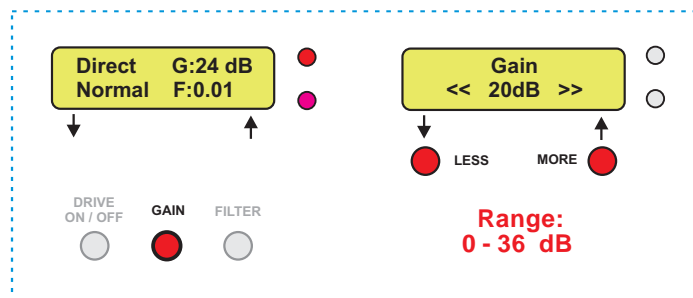 Direct G:24 dB
Normal F:0.01
DRIVE
ON / OFF
GAIN
FILTER
Gain
<< 20dB >>
LESS
MORE
Range:
0 - 36 dB